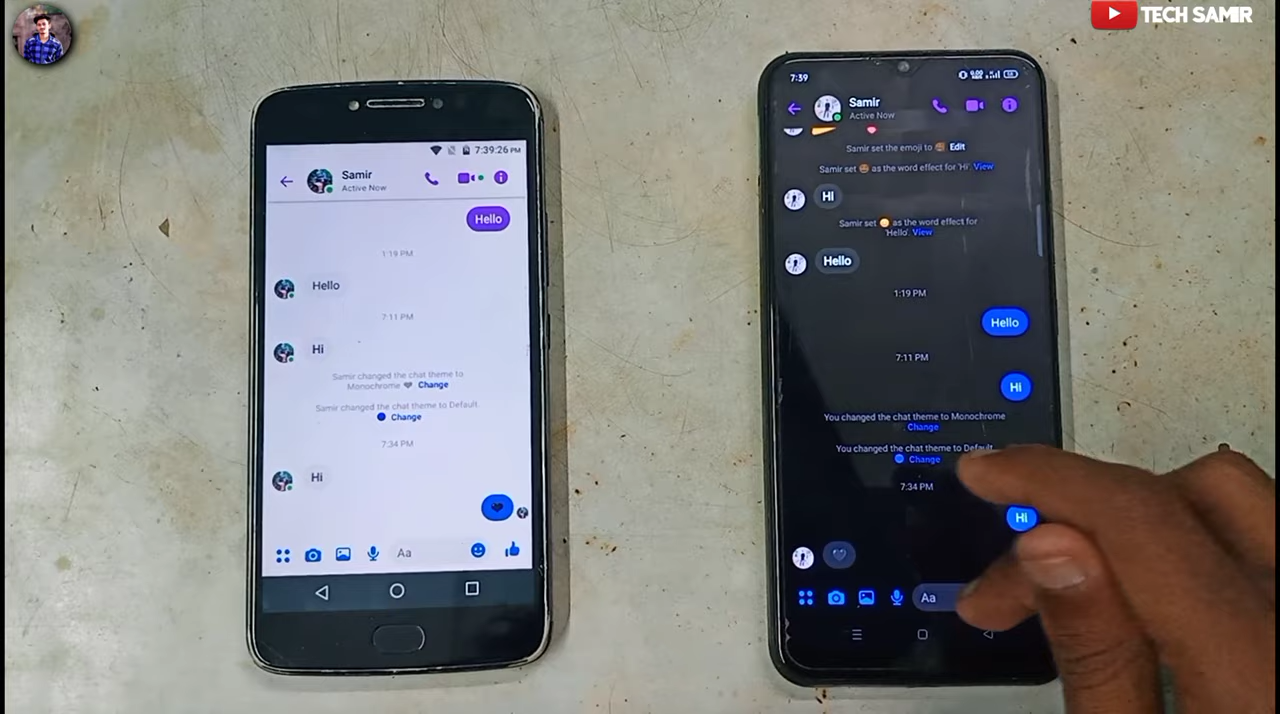 TECH SAMIR
7:39:26 PM
Samir
Active Now
Hello
1:19 PM
Hello
7:11 PM
Hi
Samir changed the chat theme to
Monochrome Change
Samir changed the chat theme to Default.
Change
7:34 PM
Hi
Aa
7:39
Samir
Active Now
Samir set the emoji to Edit
Samir set as the word effect for 'Hi'. View
HI
Samir set as the word effect for
'Hello'. View
Hello
1:19 PM
Hello
7:11 PM
Hi
You changed the chat theme to Monochrome
Change
You changed the chat theme to Default.
Change
7:34 PM
Hi
Aa